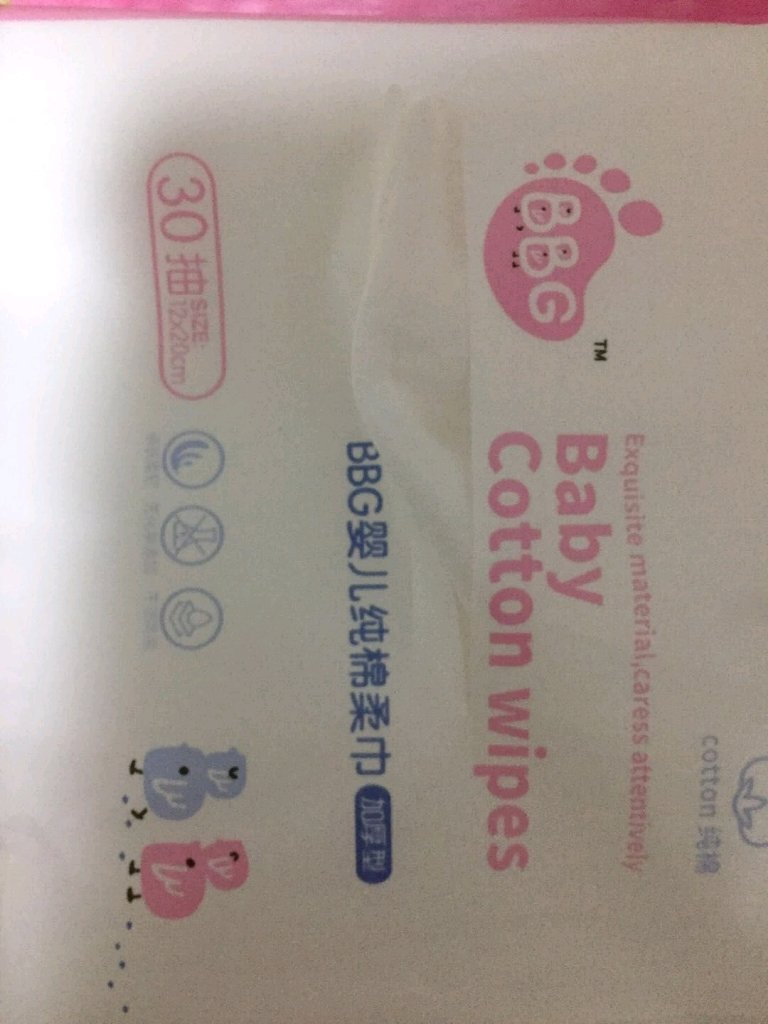 BBG
TM
cotton 纯棉
Exquisite material,caress attentively
Baby
Cotton wipes
BBG婴儿纯棉柔巾 加厚型
30抽 SIZE:
12x20cm